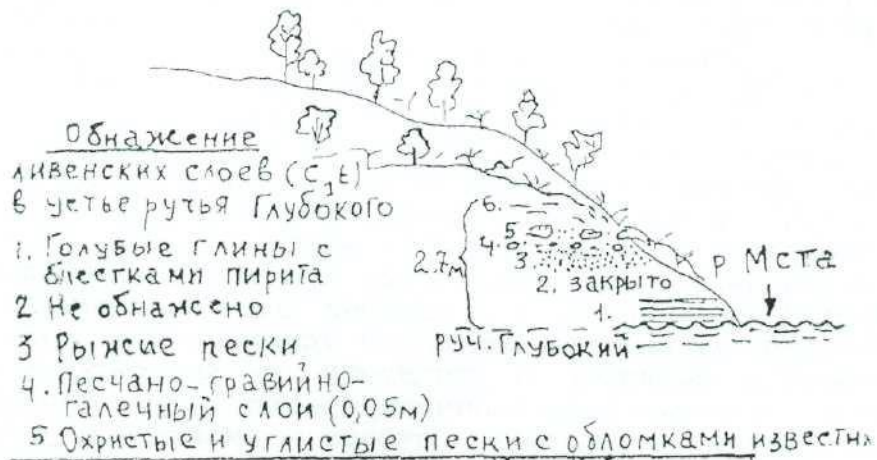 Обнажение
ливенских слоев (C₁t)
в устье ручья Глубокого
1. Голубые глины с
блестками пирита
2 Не обнажено
3 Рыжие пески
4. Песчано-гравийно-
галечный слой (0,05м)
5 Охристые и углистые пески с обломками известн
6.
5
4.
3.
2. закрыто
1.
2.7м
р Мста
руч. Глубокий